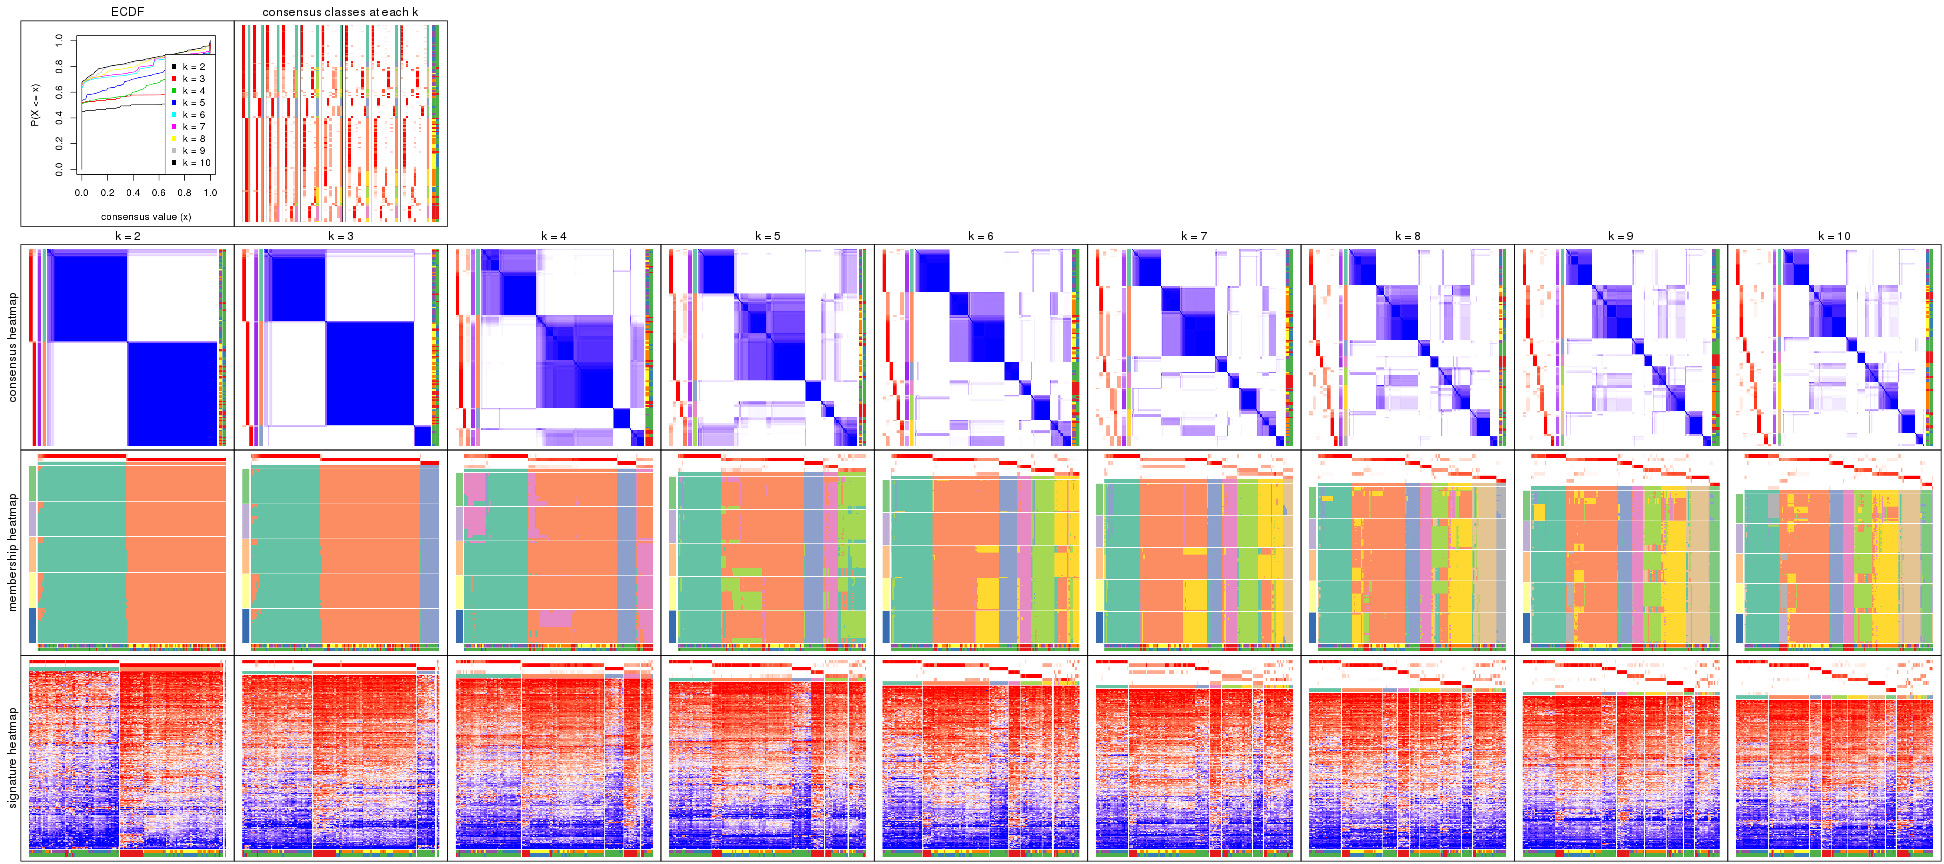 ECDF
consensus classes at each k
P(X <= x)
0.0 0.2 0.4 0.6 0.8 1.0
k = 2
k = 3
k = 4
k = 5
k = 6
k = 7
k = 8
k = 9
k = 10
0.0 0.2 0.4 0.6 0.8 1.0
consensus value (x)
k = 2 k = 3 k = 4 k = 5 k = 6 k = 7 k = 8 k = 9 k = 10
consensus heatmap
membership heatmap
signature heatmap